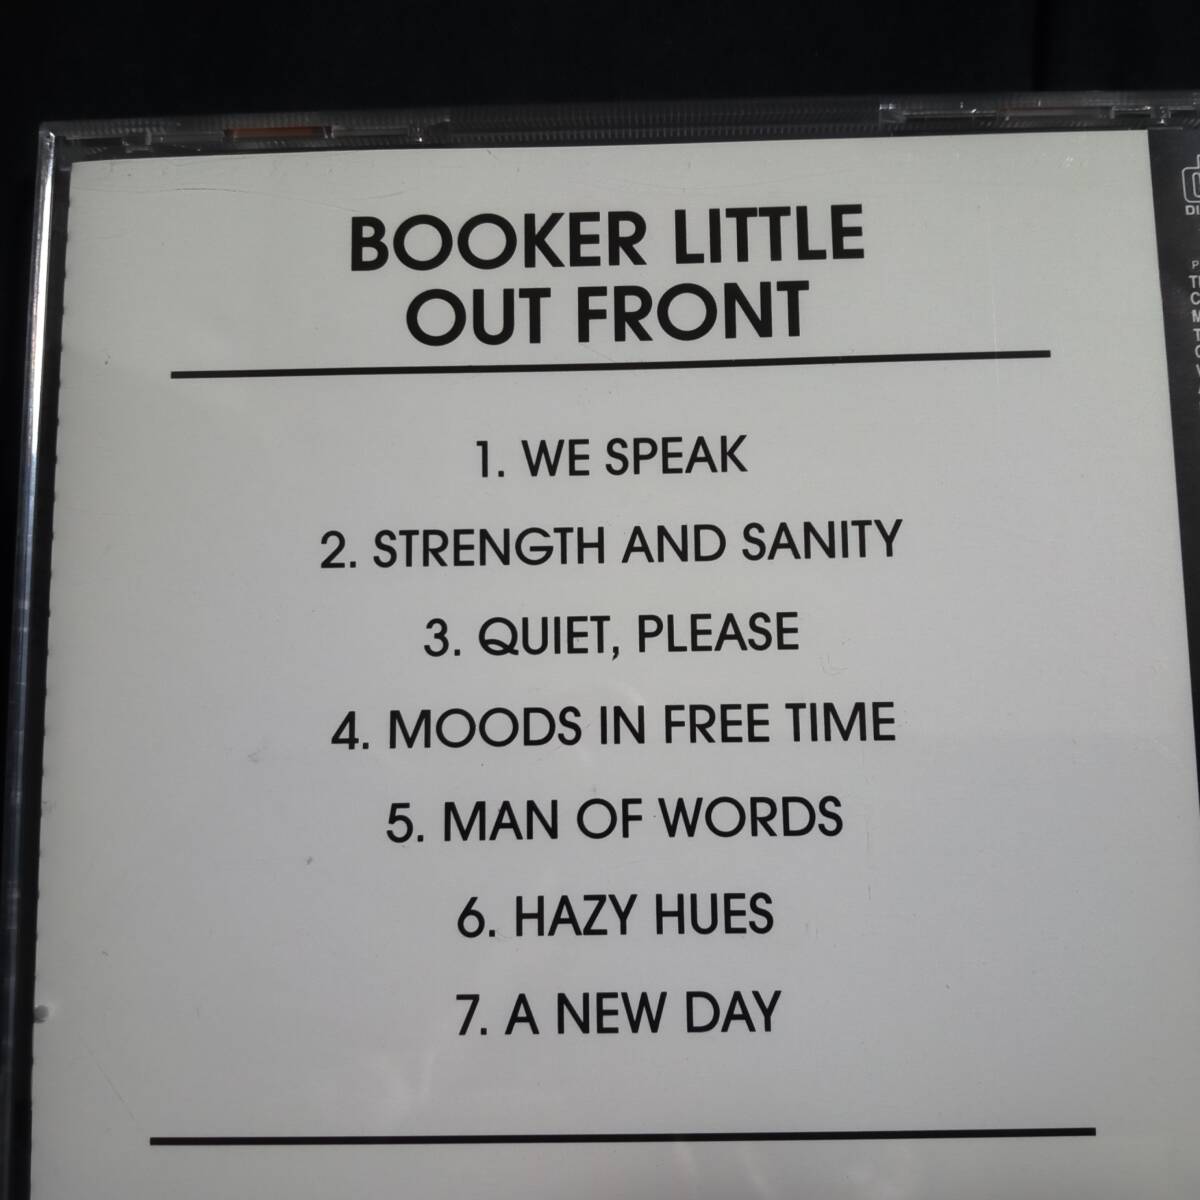 BOOKER LITTLE
OUT FRONT
1. WE SPEAK
2. STRENGTH AND SANITY
3. QUIET, PLEASE
4. MOODS IN FREE TIME
5. MAN OF WORDS
6. HAZY HUES
7. A NEW DAY